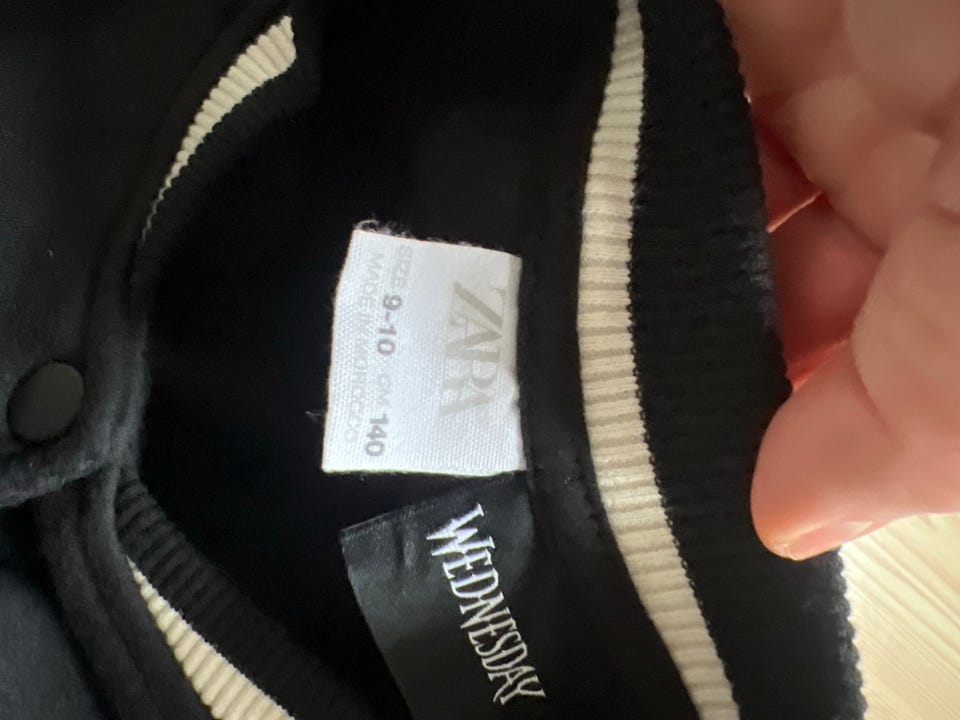 ZARA
SIZE 9-10 CM 140
MADE IN MOROCCO
WEDNESDAY